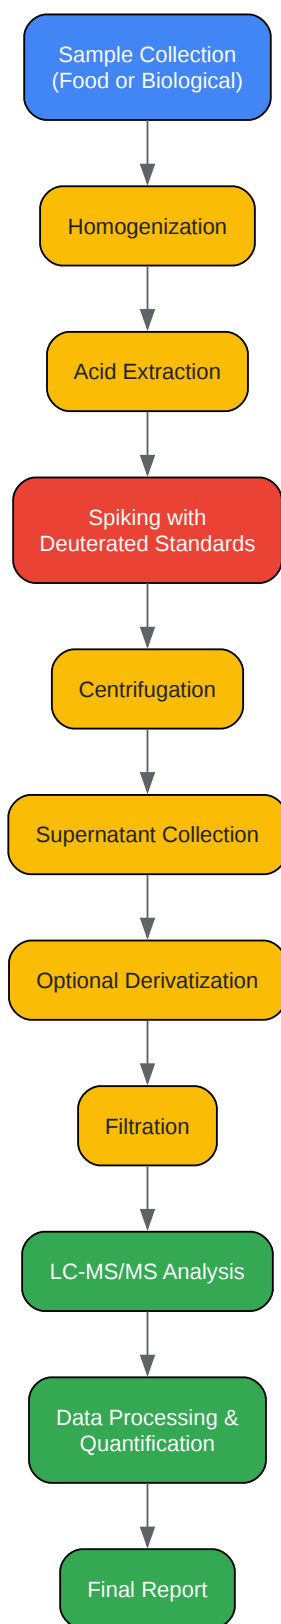 Sample Collection
(Food or Biological)
Homogenization
Acid Extraction
Spiking with
Deuterated Standards
Centrifugation
Supernatant Collection
Optional Derivatization
Filtration
LC-MS/MS Analysis
Data Processing &
Quantification
Final Report